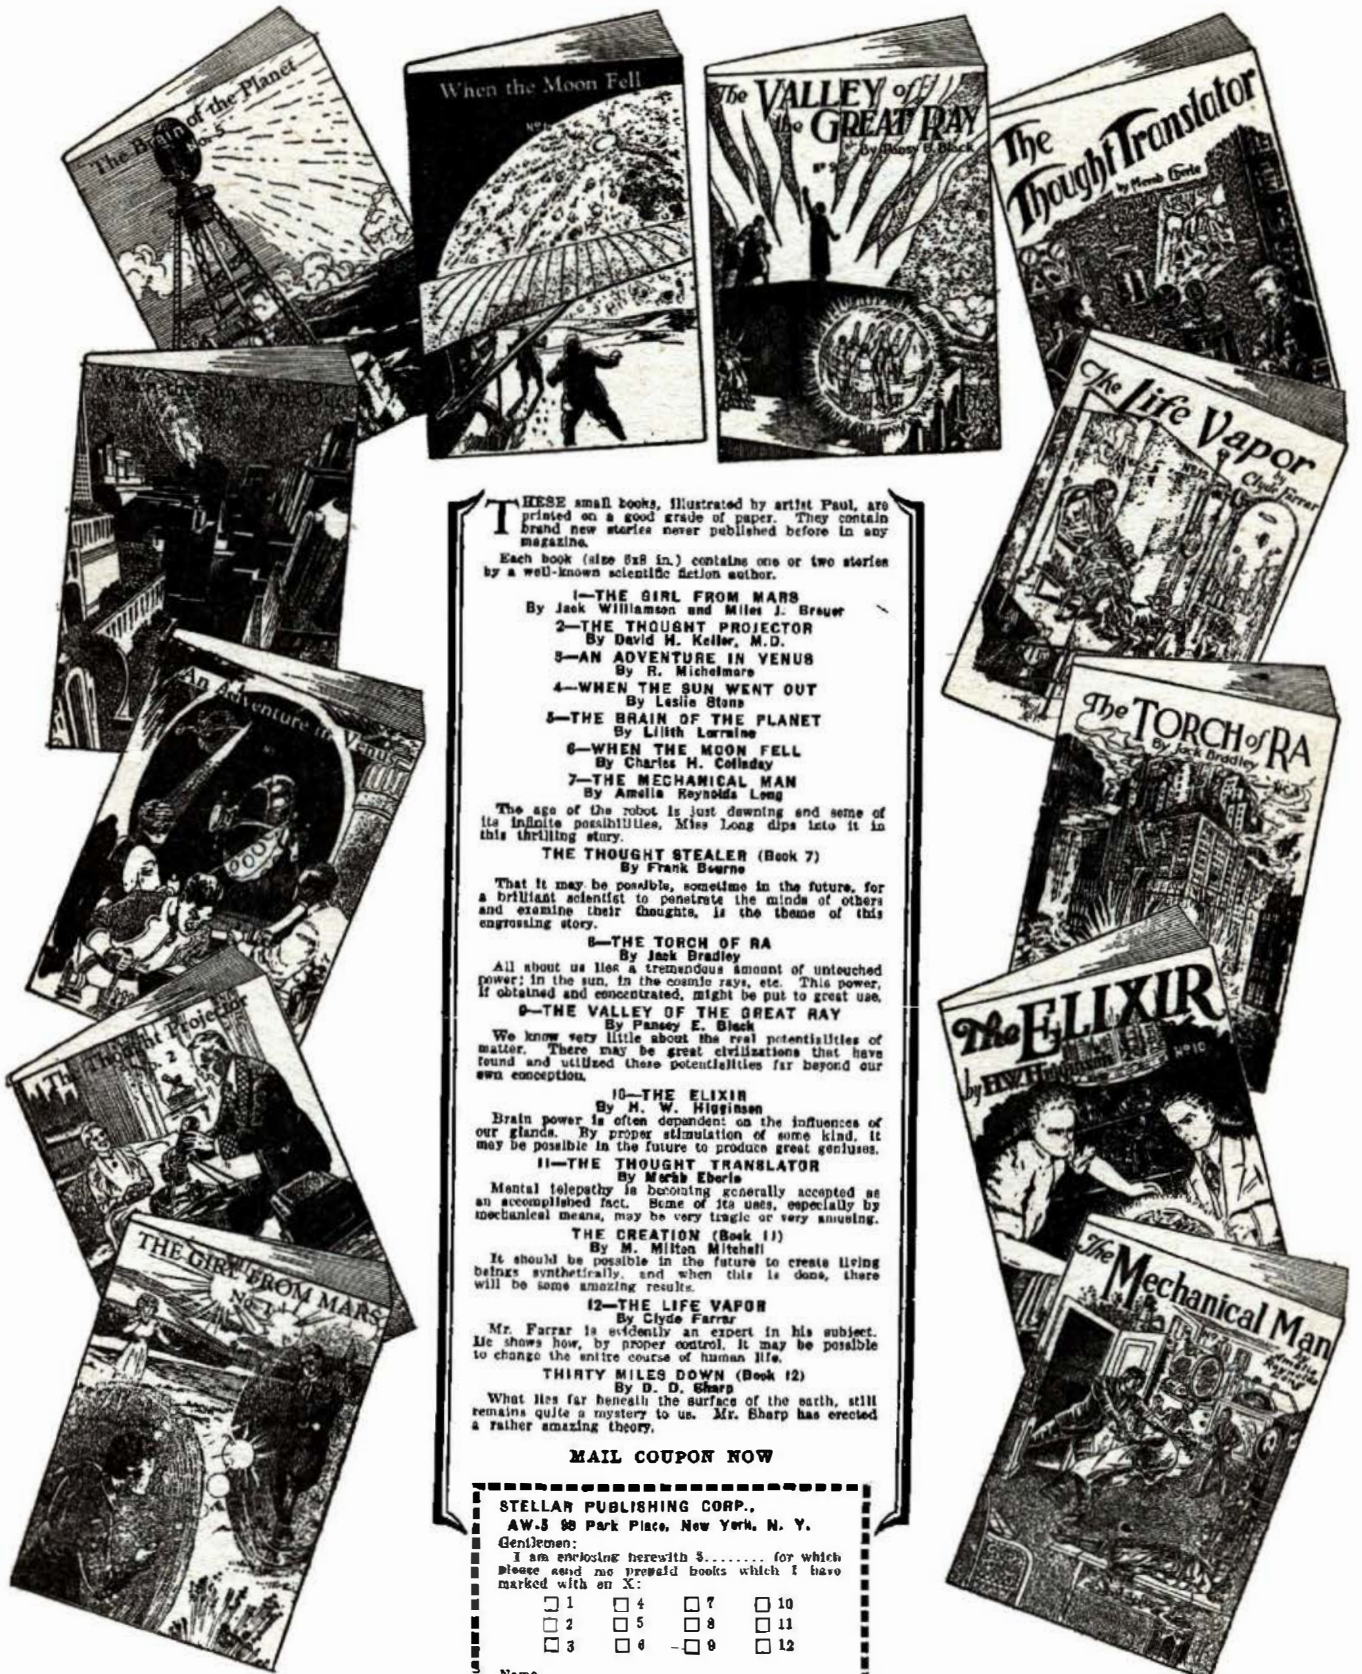 The Brain of the Planet
No. 5
When the Moon Fell
The VALLEY of
the GREAT RAY
By Pansy E. Black
Nº 9
The
Thought Translator
by Merab Eberle
The Life Vapor
by
Clyde Farrar
An Adventure in Venus
The TORCH of RA
By Jack Bradley
The Thought Projector
2
The ELIXIR
by H.W. Higginson
Nº 10
THE GIRL FROM MARS
No. 1
The Mechanical Man
THESE small books, illustrated by artist Paul, are
printed on a good grade of paper. They contain
brand new stories never published before in any
magazine.
Each book (size 6x8 in.) contains one or two stories
by a well-known scientific fiction author.
1—THE GIRL FROM MARS
By Jack Williamson and Miles J. Breuer
2—THE THOUGHT PROJECTOR
By David H. Keller, M.D.
3—AN ADVENTURE IN VENUS
By R. Michelmore
4—WHEN THE SUN WENT OUT
By Leslie Stone
5—THE BRAIN OF THE PLANET
By Lilith Lorraine
6—WHEN THE MOON FELL
By Charles H. Colladay
7—THE MECHANICAL MAN
By Amelia Reynolds Long
The age of the robot is just dawning and some of
its infinite possibilities, Miss Long dips into it in
this thrilling story.
THE THOUGHT STEALER (Book 7)
By Frank Bourne
That it may be possible, sometime in the future, for
a brilliant scientist to penetrate the minds of others
and examine their thoughts, is the theme of this
engrossing story.
8—THE TORCH OF RA
By Jack Bradley
All about us lies a tremendous amount of untouched
power; in the sun, in the cosmic rays, etc. This power,
if obtained and concentrated, might be put to great use.
9—THE VALLEY OF THE GREAT RAY
By Pansey E. Black
We know very little about the real potentialities of
matter. There may be great civilizations that have
found and utilized these potentialities far beyond our
own conception.
10—THE ELIXIR
By H. W. Higginsen
Brain power is often dependent on the influences of
our glands. By proper stimulation of some kind, it
may be possible in the future to produce great geniuses.
11—THE THOUGHT TRANSLATOR
By Merab Eberle
Mental telepathy is becoming generally accepted as
an accomplished fact. Some of its uses, especially by
mechanical means, may be very tragic or very amusing.
THE CREATION (Book 11)
By M. Milton Mitchell
It should be possible in the future to create living
beings synthetically, and when this is done, there
will be some amazing results.
12—THE LIFE VAPOR
By Clyde Farrar
Mr. Farrar is evidently an expert in his subject.
He shows how, by proper control, it may be possible
to change the entire course of human life.
THIRTY MILES DOWN (Book 12)
By D. D. Sharp
What lies far beneath the surface of the earth, still
remains quite a mystery to us. Mr. Sharp has erected
a rather amazing theory.
MAIL COUPON NOW
STELLAR PUBLISHING CORP.,
AW-5 98 Park Place, New York, N. Y.
Gentlemen:
I am enclosing herewith $........ for which
please send me prepaid books which I have
marked with an X:
1 4 7 10
2 5 8 11
3 6 9 12
Name